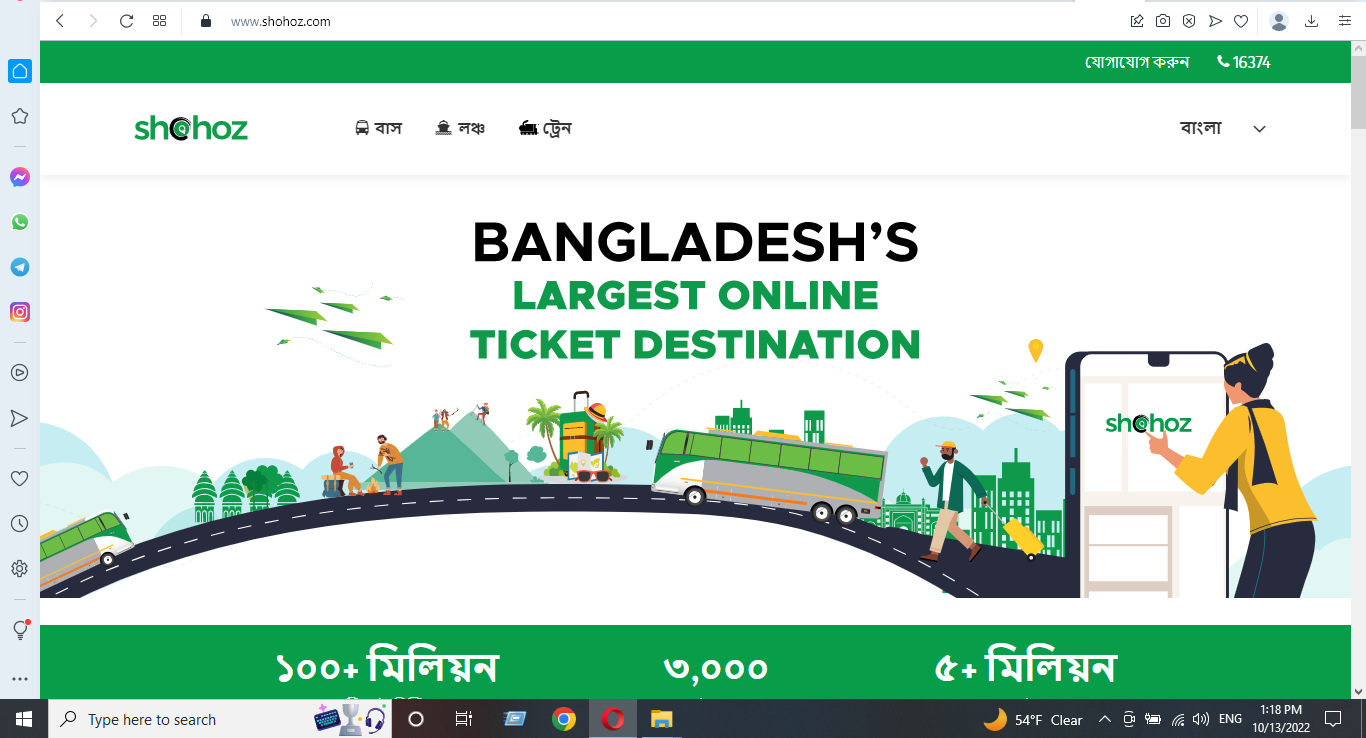 www.shohoz.com
যোগাযোগ করুন 16374
shohoz বাস লঞ্চ ট্রেন বাংলা
BANGLADESH'S
LARGEST ONLINE
TICKET DESTINATION
shohoz
১০০+ মিলিয়ন ৩,০০০ ৫+ মিলিয়ন
Type here to search 54°F Clear ENG 1:18 PM
10/13/2022